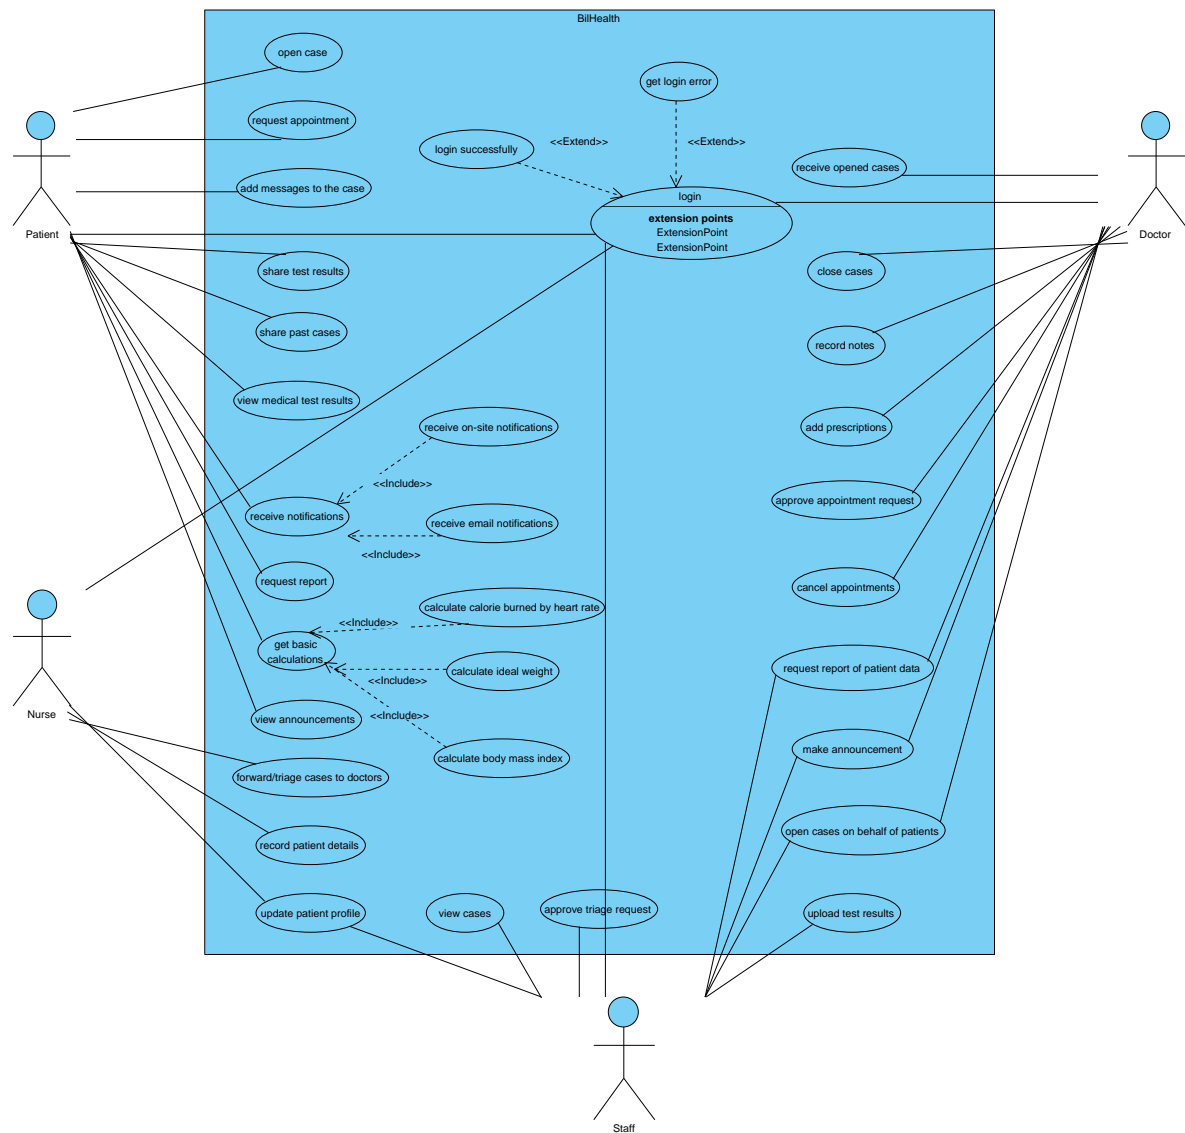 BilHealth
open case
get login error
request appointment
login successfully
<<Extend>>
<<Extend>>
receive opened cases
add messages to the case
login
extension points
ExtensionPoint
ExtensionPoint
Patient
Doctor
share test results
close cases
share past cases
record notes
view medical test results
receive on-site notifications
add prescriptions
<<Include>>
approve appointment request
receive notifications
receive email notifications
<<Include>>
request report
cancel appointments
calculate calorie burned by heart rate
<<Include>>
get basic
calculations
calculate ideal weight
<<Include>>
request report of patient data
Nurse
view announcements
<<Include>>
make announcement
calculate body mass index
forward/triage cases to doctors
open cases on behalf of patients
record patient details
update patient profile
view cases
approve triage request
upload test results
Staff